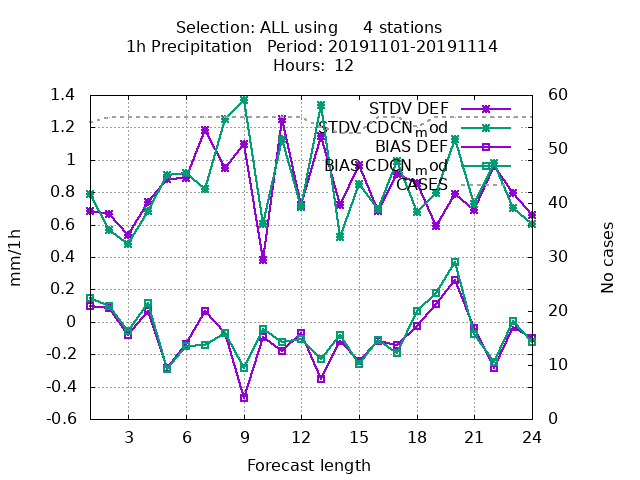 Selection: ALL using 4 stations
1h Precipitation Period: 20191101-20191114
Hours: 12
STDV DEF
STDV CDCN_mod
BIAS DEF
BIAS CDCN_mod
CASES
1.4
1.2
1
0.8
0.6
0.4
0.2
0
-0.2
-0.4
-0.6
60
50
40
30
20
10
0
mm/1h
No cases
3 6 9 12 15 18 21 24
Forecast length